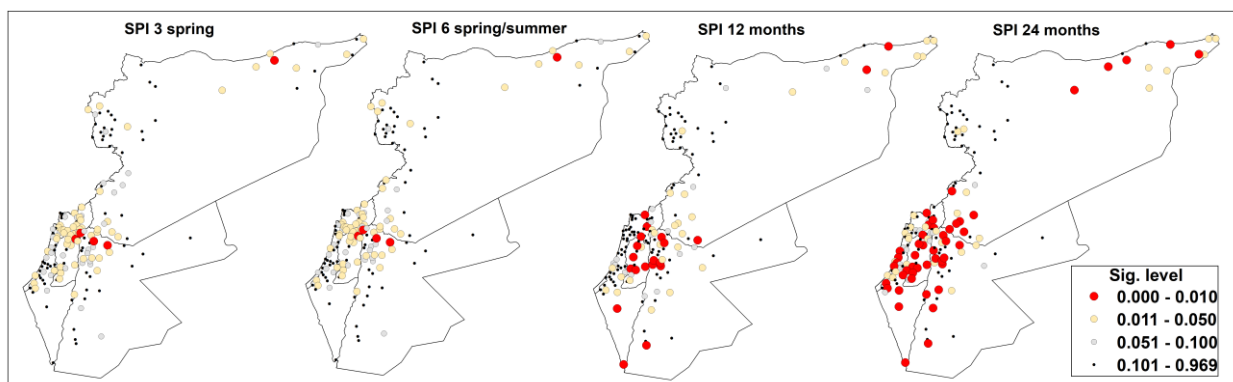 SPI 3 spring
SPI 6 spring/summer
SPI 12 months
SPI 24 months
Sig. level
0.000 - 0.010
0.011 - 0.050
0.051 - 0.100
0.101 - 0.969